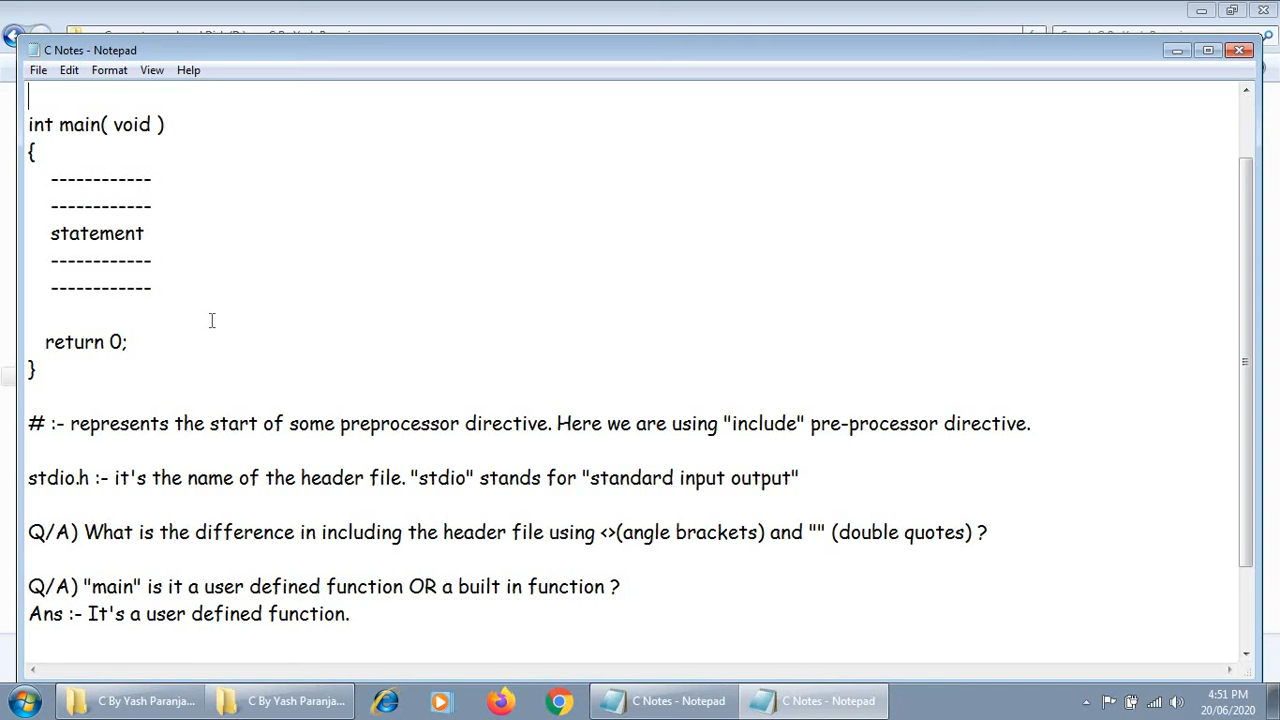 C Notes - Notepad
File Edit Format View Help
int main( void )
{
------------
------------
statement
------------
------------
return 0;
}
# :- represents the start of some preprocessor directive. Here we are using "include" pre-processor directive.
stdio.h :- it's the name of the header file. "stdio" stands for "standard input output"
Q/A) What is the difference in including the header file using <>(angle brackets) and "" (double quotes) ?
Q/A) "main" is it a user defined function OR a built in function ?
Ans :- It's a user defined function.
C By Yash Paranja... C By Yash Paranja... C Notes - Notepad C Notes - Notepad
4:51 PM
20/06/2020